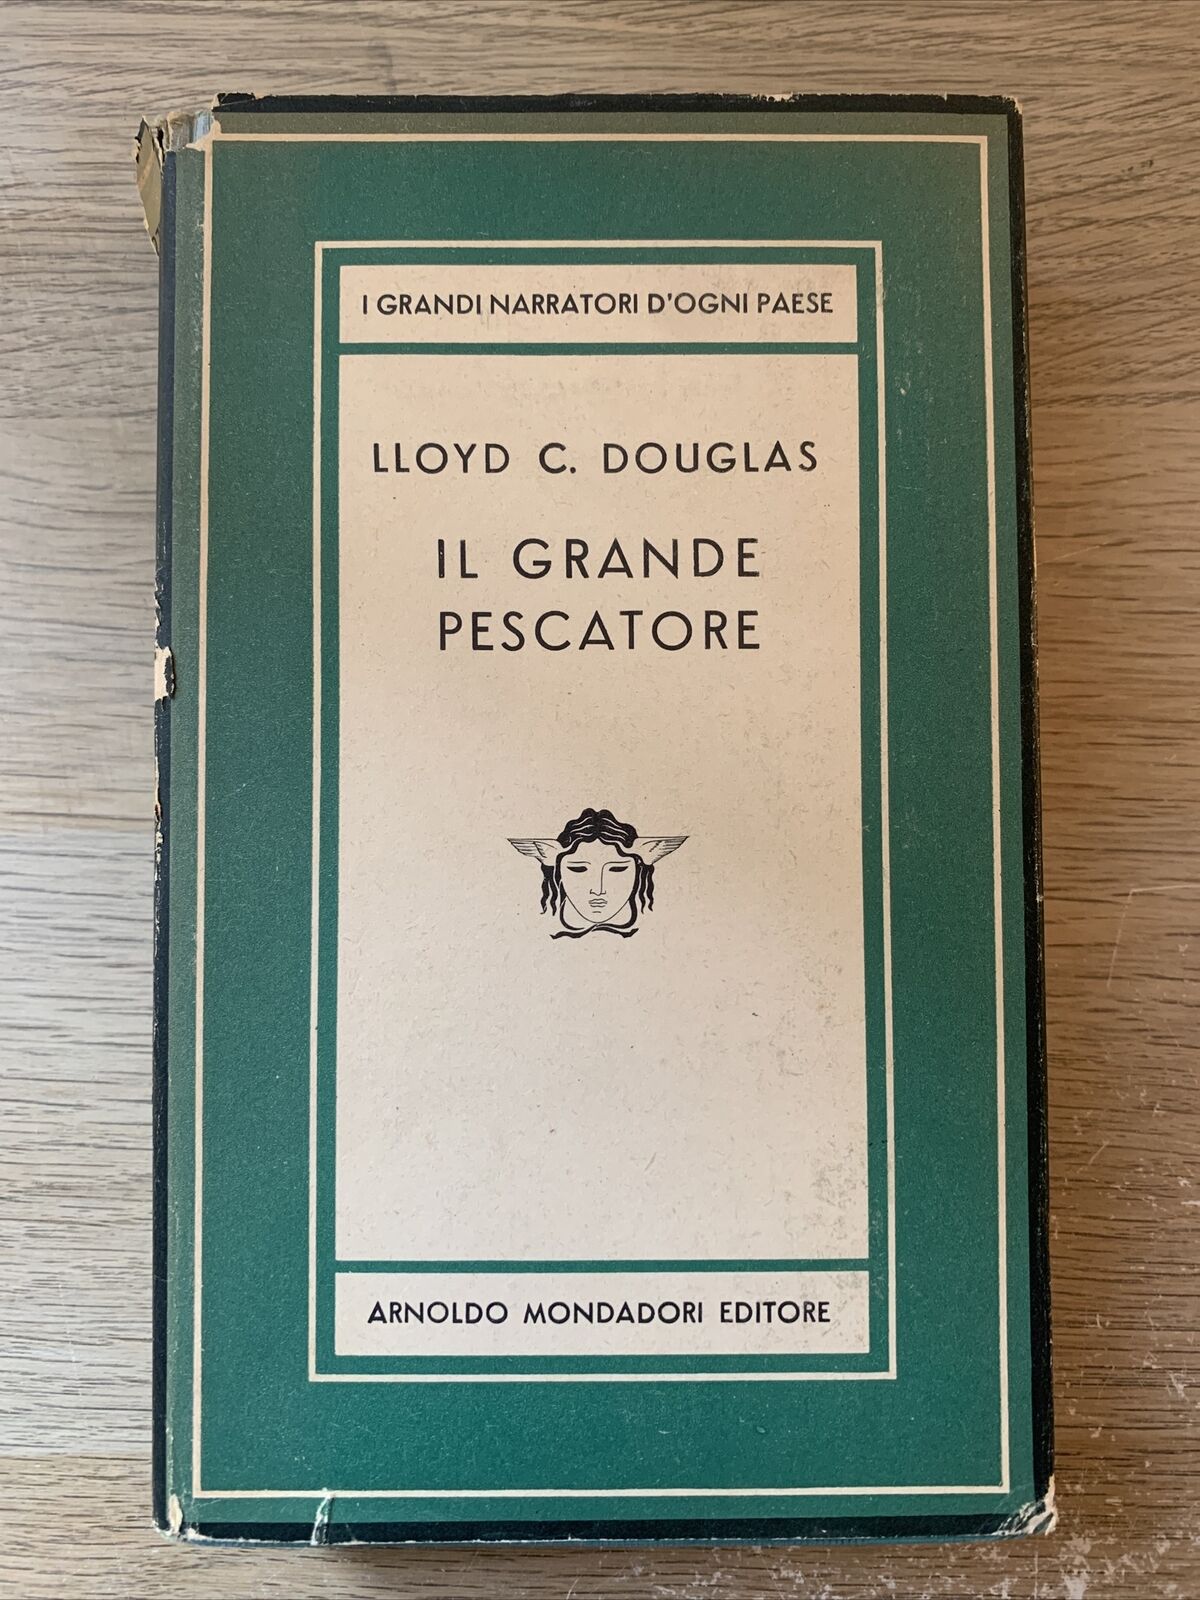 I GRANDI NARRATORI D'OGNI PAESE
LLOYD C. DOUGLAS
IL GRANDE
PESCATORE
ARNOLDO MONDADORI EDITORE